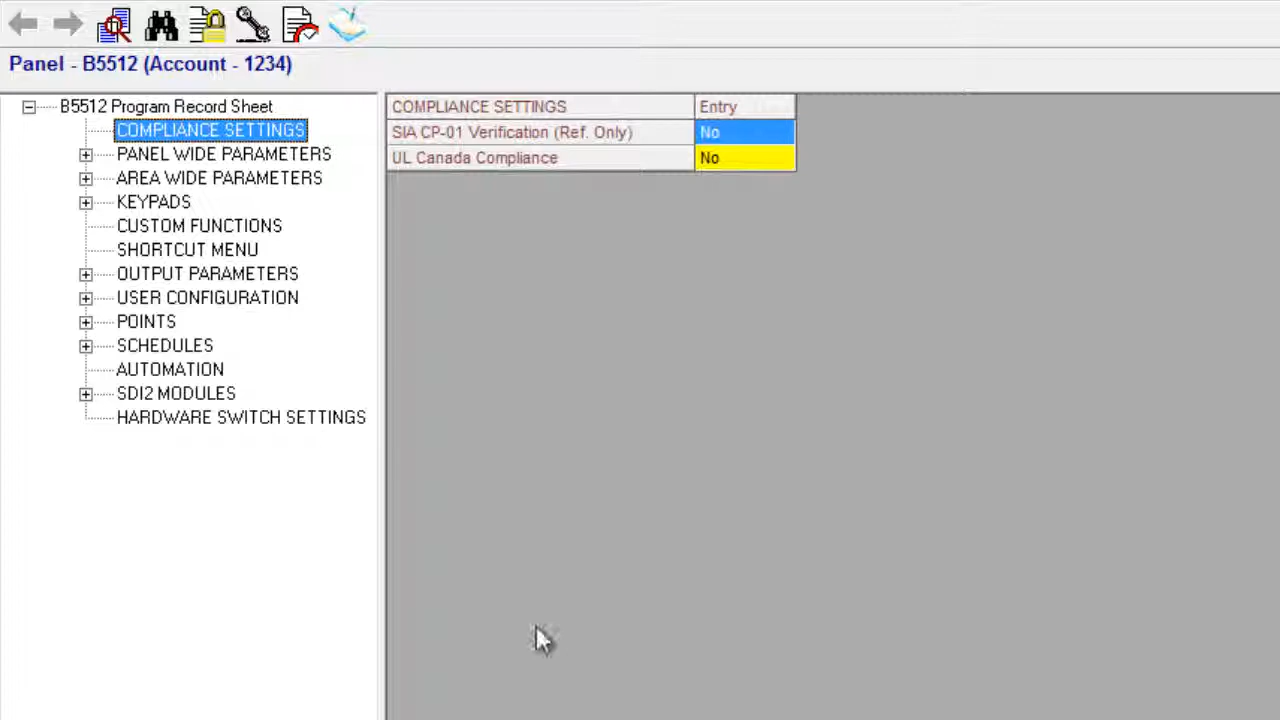 Panel - B5512 (Account - 1234)
B5512 Program Record Sheet
COMPLIANCE SETTINGS
PANEL WIDE PARAMETERS
AREA WIDE PARAMETERS
KEYPADS
CUSTOM FUNCTIONS
SHORTCUT MENU
OUTPUT PARAMETERS
USER CONFIGURATION
POINTS
SCHEDULES
AUTOMATION
SDI2 MODULES
HARDWARE SWITCH SETTINGS
COMPLIANCE SETTINGS Entry
SIA CP-01 Verification (Ref. Only) No
UL Canada Compliance No